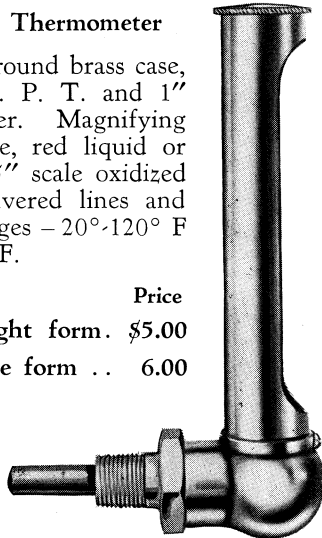 Thermometer
round brass case,
. P. T. and 1″
er. Magnifying
e, red liquid or
″ scale oxidized
vered lines and
ges – 20°-120° F
F.
Price
ght form. $5.00
e form .. 6.00